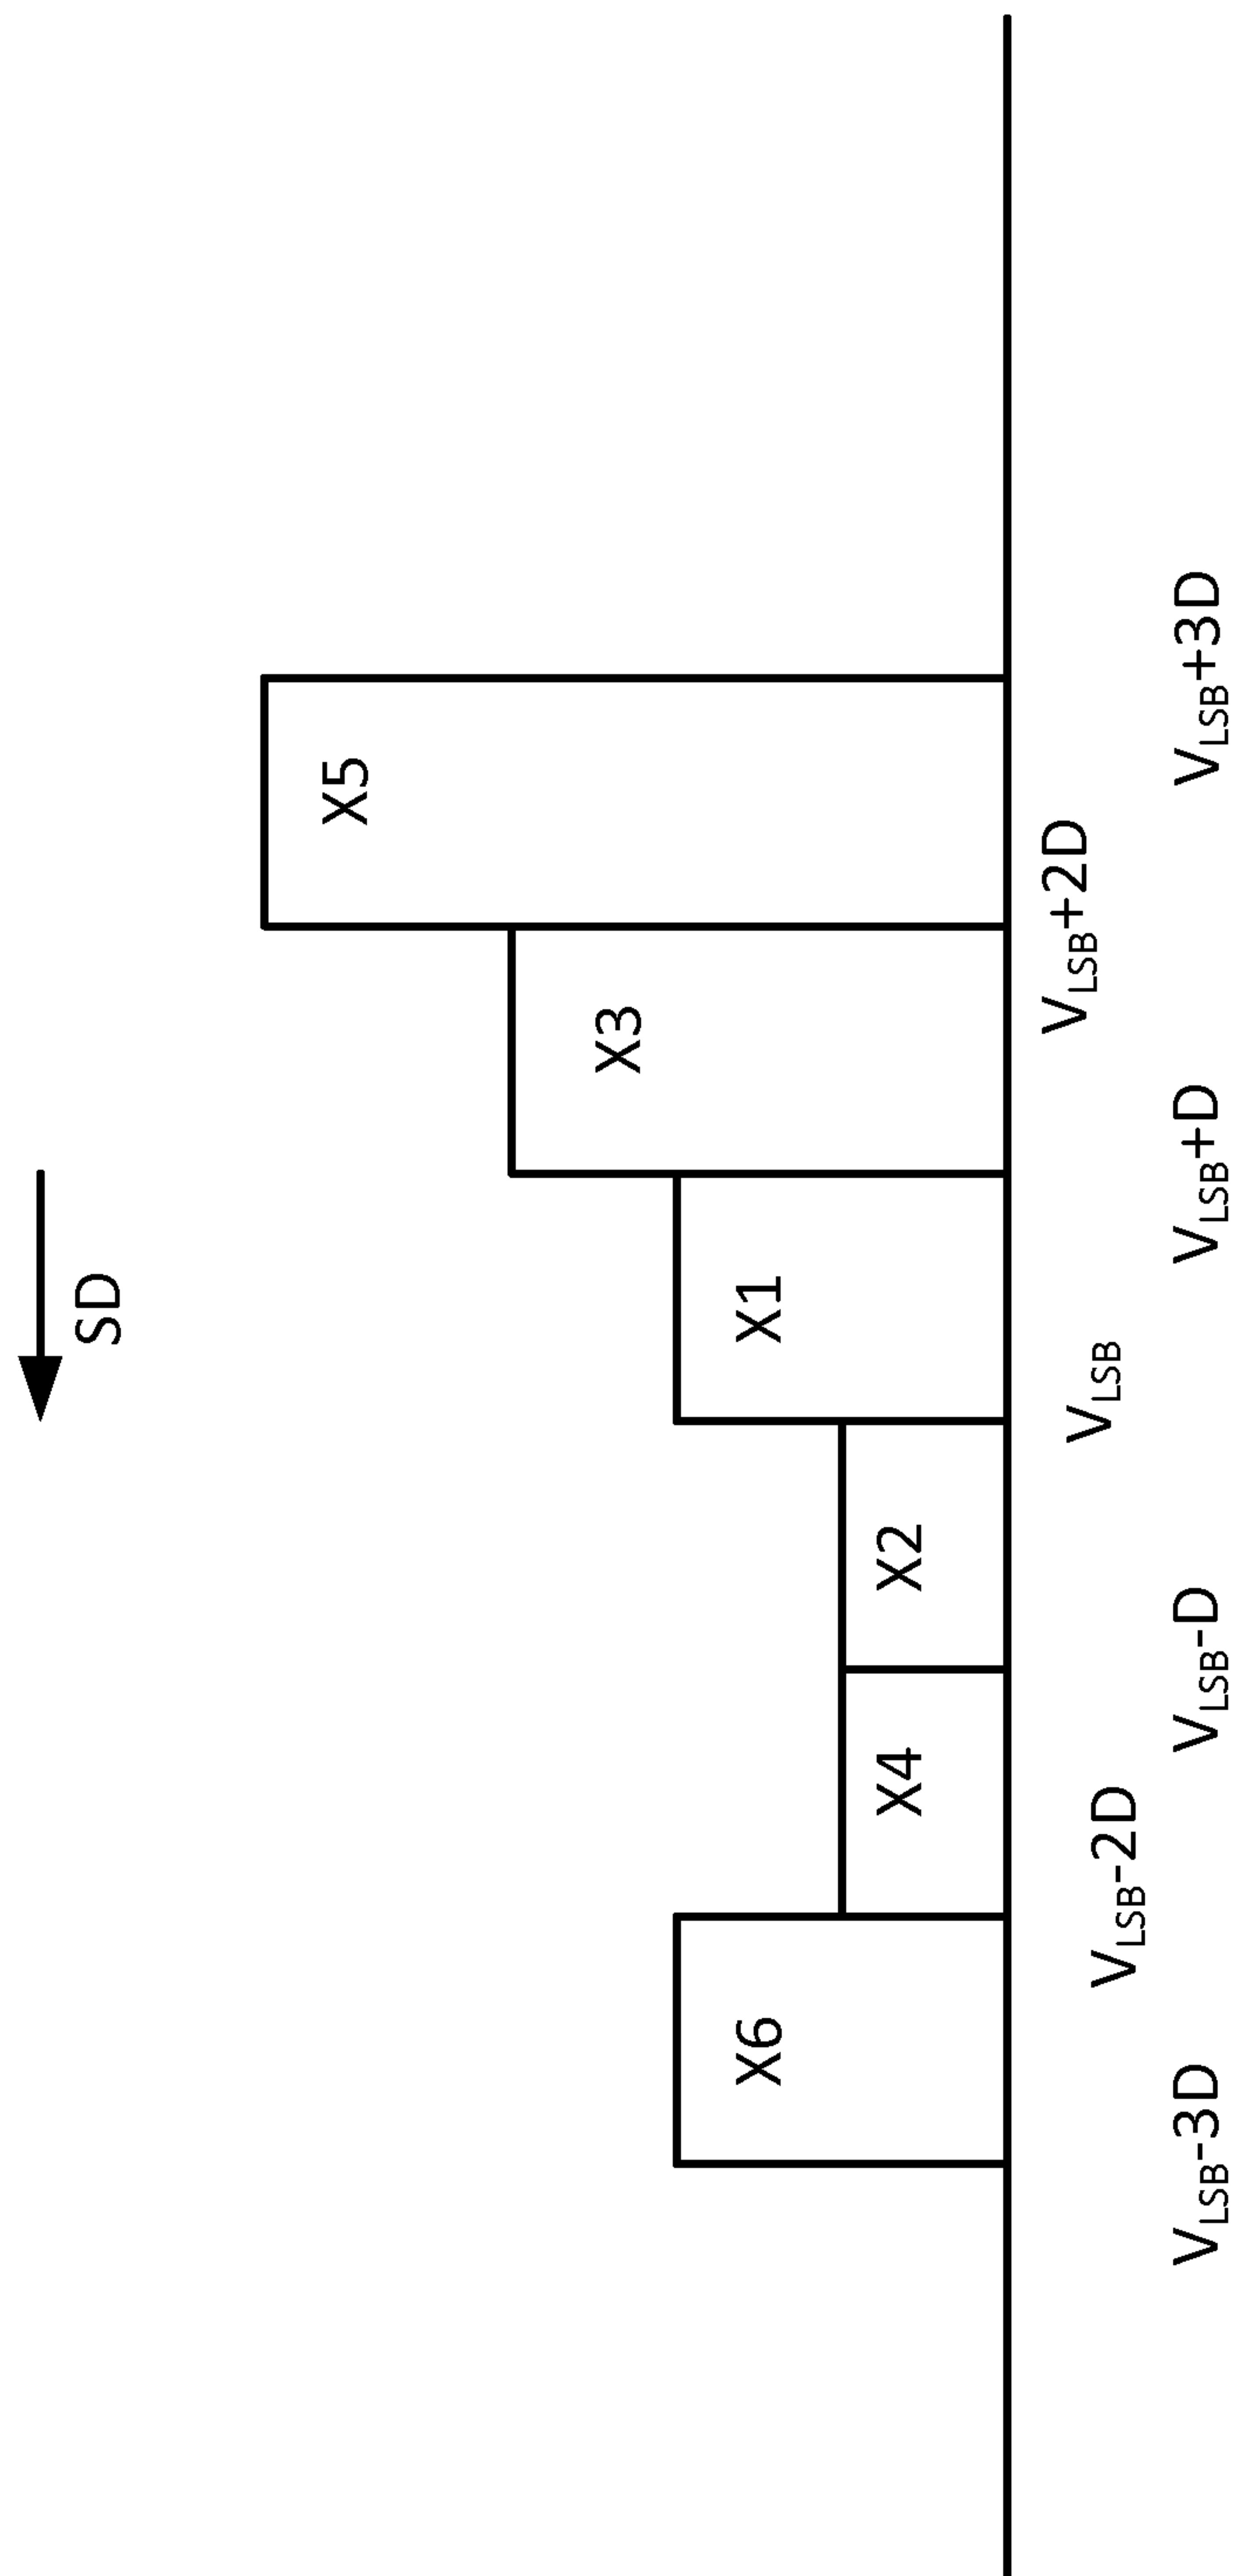 SD
X5
X3
X6
X1
X4
X2
V_LSB-2D
V_LSB
V_LSB+2D
V_LSB-3D
V_LSB-D
V_LSB+D
V_LSB+3D